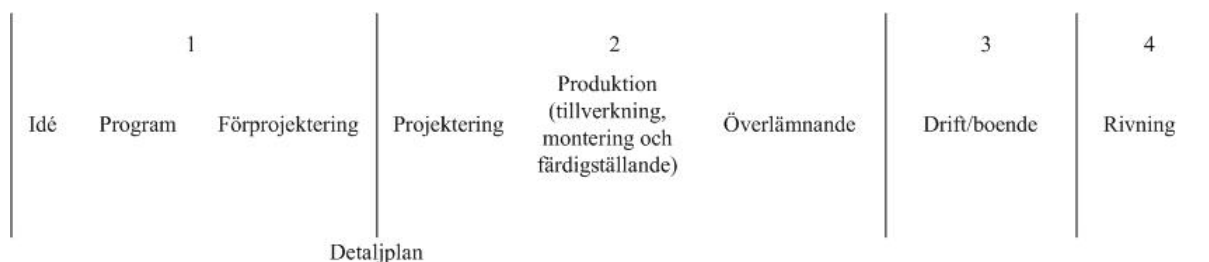 1 2 3 4
Idé Program Förprojektering Projektering Produktion
(tillverkning,
montering och
färdigställande) Överlämnande Drift/boende Rivning
Detaljplan